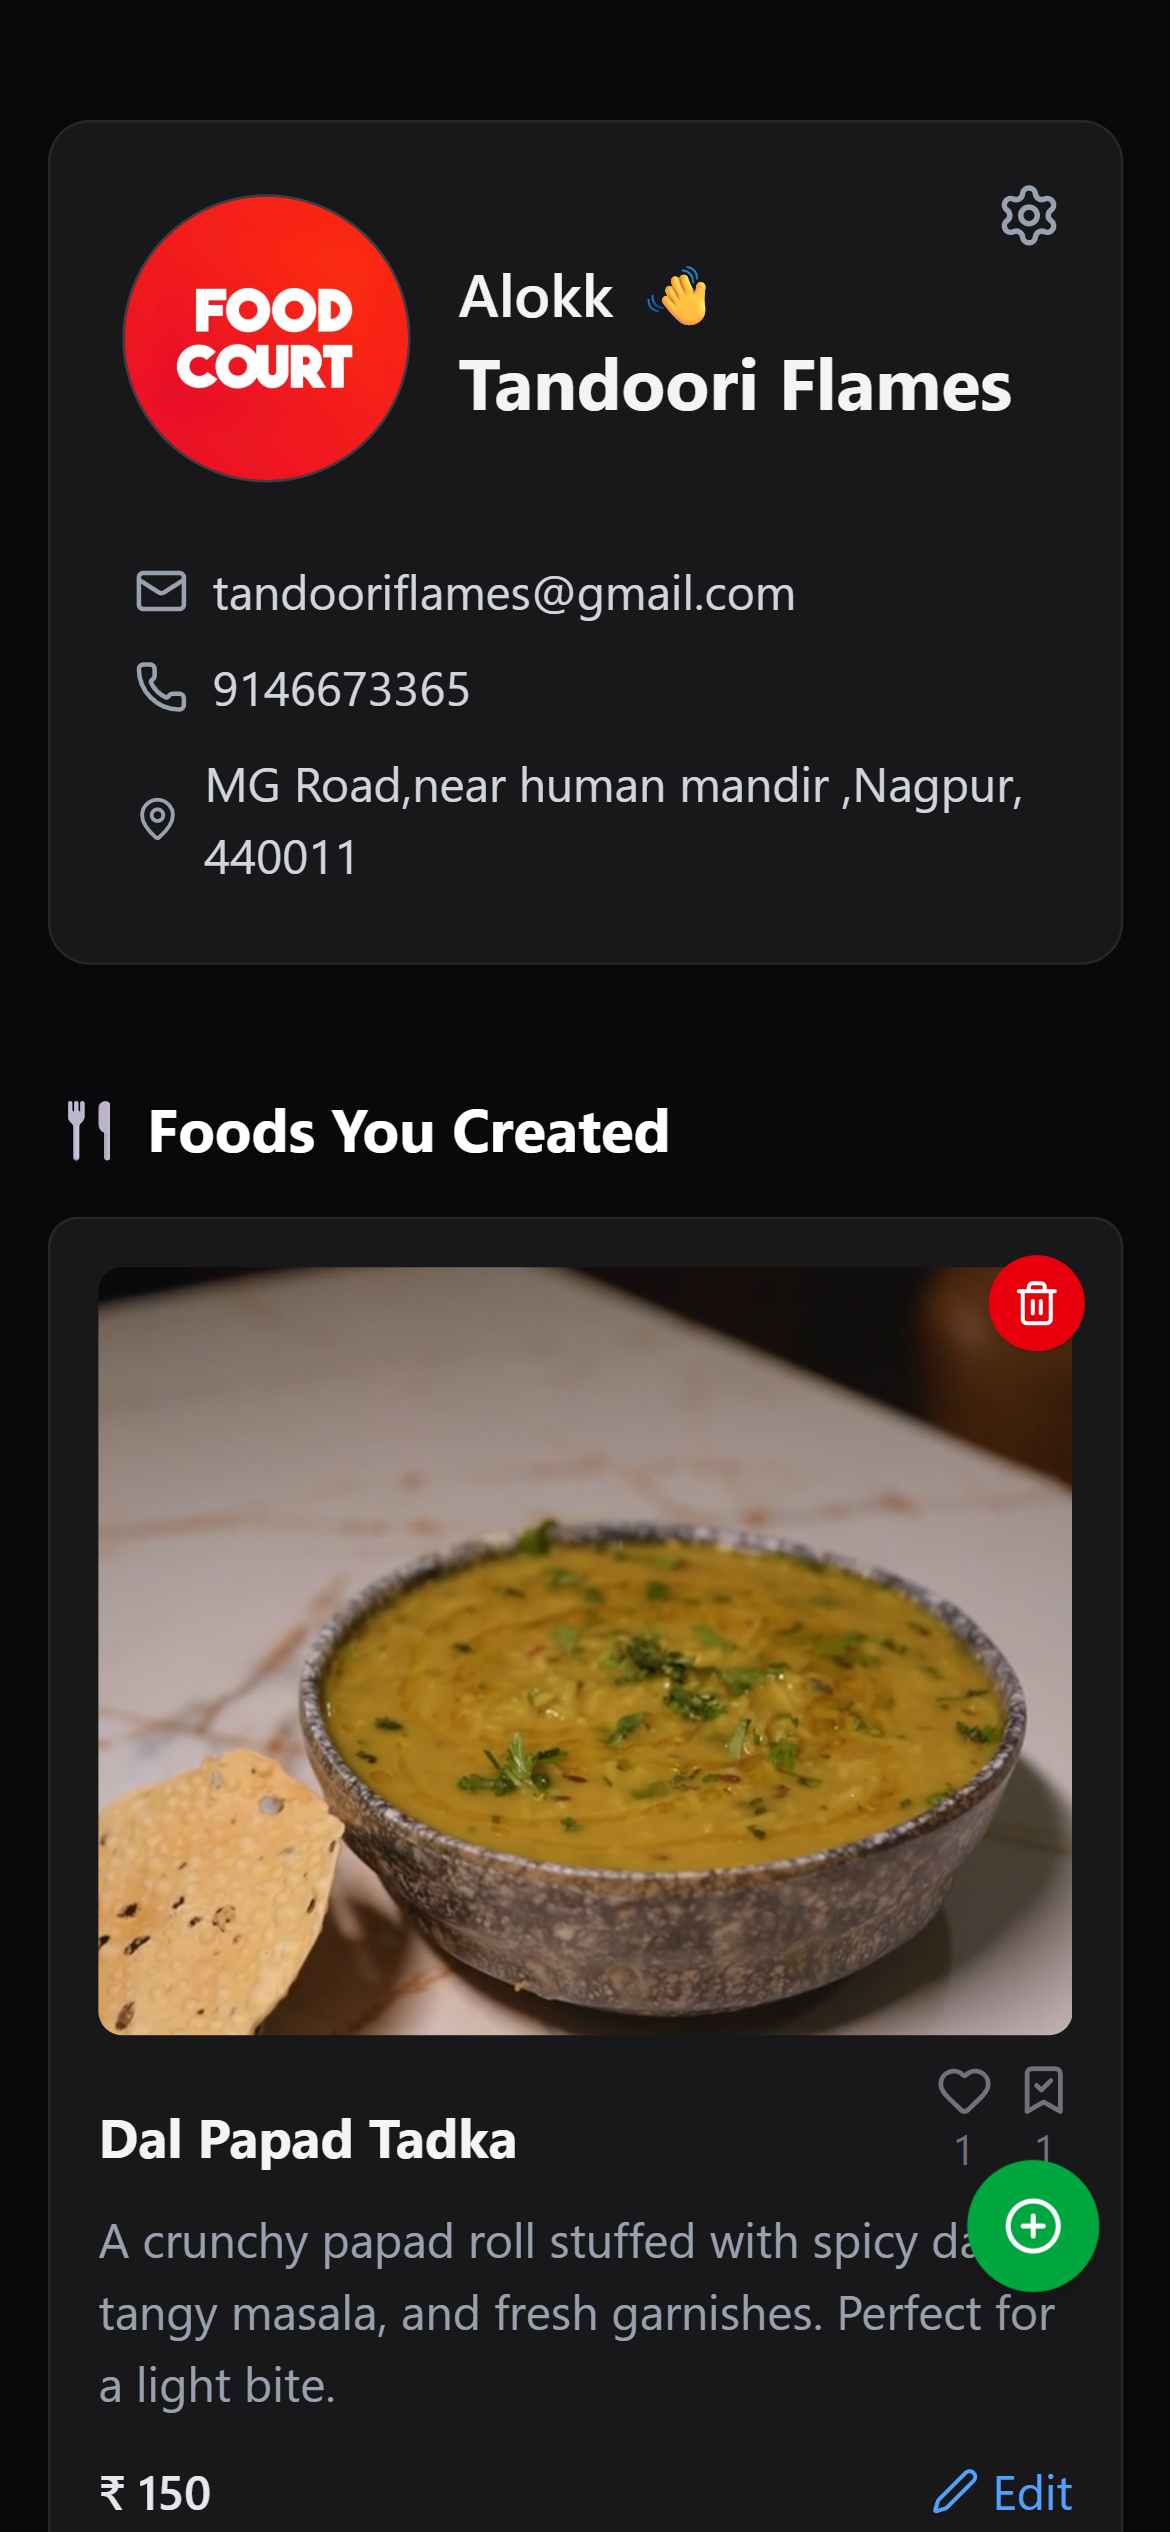 FOOD
COURT
Alokk 👋
Tandoori Flames
tandooriflames@gmail.com
9146673365
MG Road,near human mandir ,Nagpur,
440011
Foods You Created
Dal Papad Tadka
1 1
A crunchy papad roll stuffed with spicy
tangy masala, and fresh garnishes. Perfect for
a light bite.
₹ 150
Edit